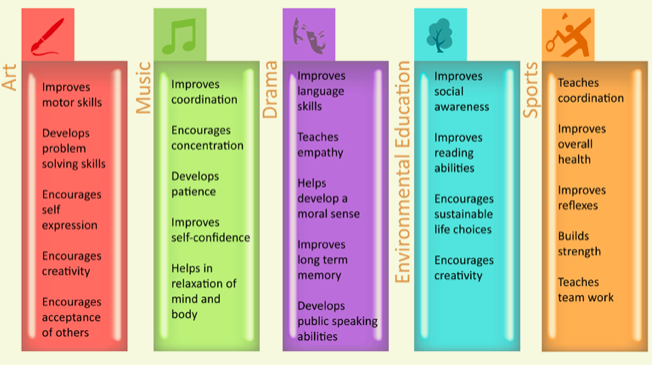 Art
Improves
motor skills
Develops
problem
solving skills
Encourages
self
expression
Encourages
creativity
Encourages
acceptance
of others
Music
Improves
coordination
Encourages
concentration
Develops
patience
Improves
self-confidence
Helps in
relaxation of
mind and
body
Drama
Improves
language
skills
Teaches
empathy
Helps
develop a
moral sense
Improves
long term
memory
Develops
public speaking
abilities
Environmental Education
Improves
social
awareness
Improves
reading
abilities
Encourages
sustainable
life choices
Encourages
creativity
Sports
Teaches
coordination
Improves
overall
health
Improves
reflexes
Builds
strength
Teaches
team work